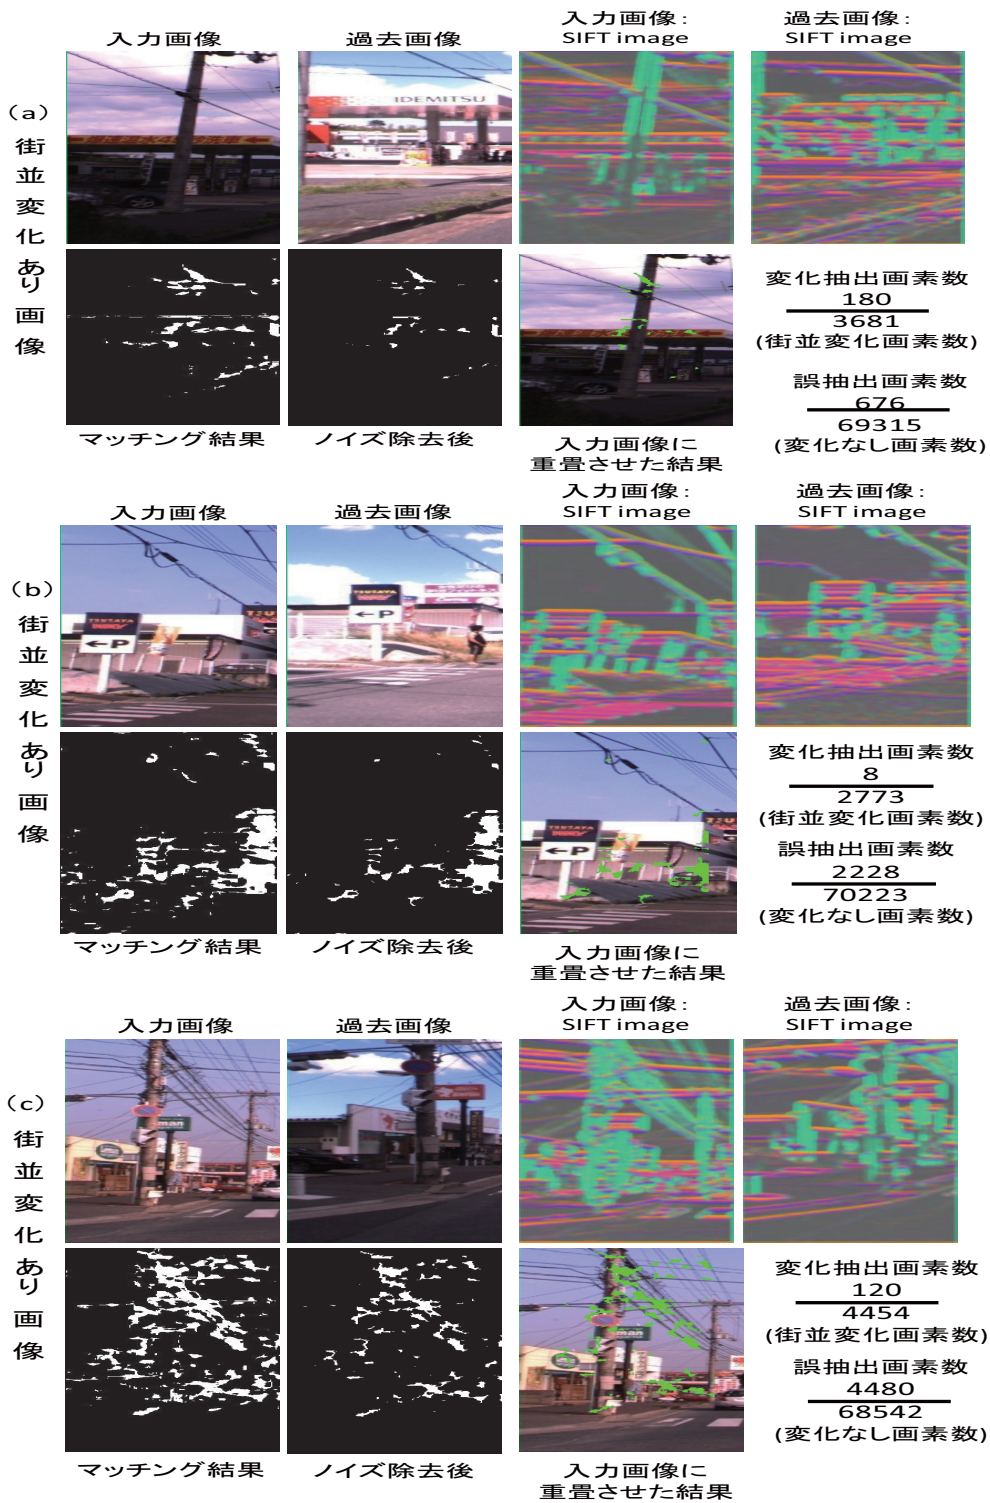 入力画像
過去画像
入力画像:
SIFT image
過去画像:
SIFT image
(a)
街並変化あり画像
IDEMITSU
マッチング結果
ノイズ除去後
入力画像に
重畳させた結果
変化抽出画素数
180
3681
(街並変化画素数)
誤抽出画素数
676
69315
(変化なし画素数)
入力画像
過去画像
入力画像:
SIFT image
過去画像:
SIFT image
(b)
街並変化あり画像
TSUTAYA
←P
←P
マッチング結果
ノイズ除去後
TSUTAYA
←P
入力画像に
重畳させた結果
変化抽出画素数
8
2773
(街並変化画素数)
誤抽出画素数
2228
70223
(変化なし画素数)
入力画像
過去画像
入力画像:
SIFT image
過去画像:
SIFT image
(c)
街並変化あり画像
man
マッチング結果
ノイズ除去後
man
入力画像に
重畳させた結果
変化抽出画素数
120
4454
(街並変化画素数)
誤抽出画素数
4480
68542
(変化なし画素数)